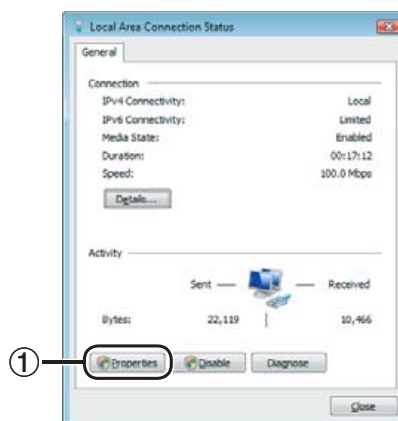 Local Area Connection Status
General
Connection
IPv4 Connectivity: Local
IPv6 Connectivity: Limited
Media State: Enabled
Duration: 00:17:12
Speed: 100.0 Mbps
Details...
Activity
Sent — — Received
Bytes: 22,119 | 10,466
① Properties Disable Diagnose
Close